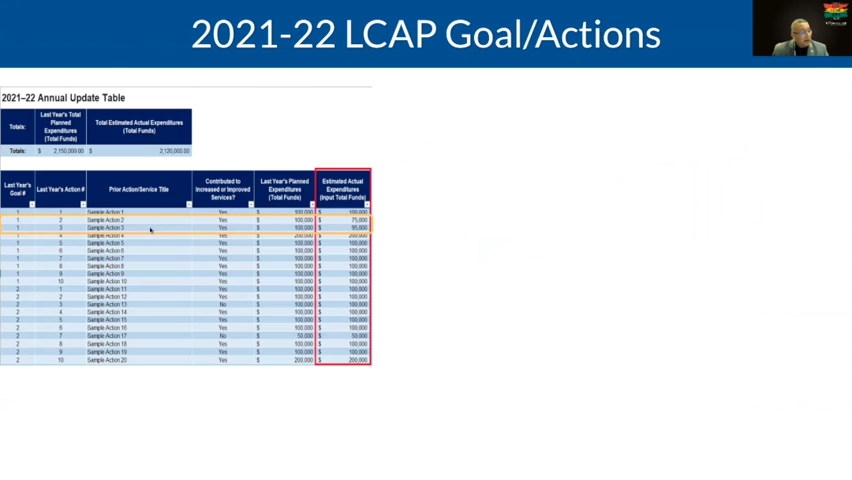 2021-22 LCAP Goal/Actions
2021–22 Annual Update Table
Totals: Last Year's Total Planned Expenditures (Total Funds) Total Estimated Actual Expenditures (Total Funds)
Totals: $ 2,150,000.00 $ 2,120,000.00
Last Year's Goal # Last Year's Action # Prior Action/Service Title Contributed to Increased or Improved Services? Last Year's Planned Expenditures (Total Funds) Estimated Actual Expenditures (Input Total Funds)
1 1 Sample Action 1 Yes $ 100,000 $ 100,000
1 2 Sample Action 2 Yes $ 100,000 $ 75,000
1 3 Sample Action 3 Yes $ 100,000 $ 95,000
1 4 Sample Action 4 Yes $ 200,000 $ 200,000
1 5 Sample Action 5 Yes $ 100,000 $ 100,000
1 6 Sample Action 6 Yes $ 100,000 $ 100,000
1 7 Sample Action 7 Yes $ 100,000 $ 100,000
1 8 Sample Action 8 Yes $ 100,000 $ 100,000
1 9 Sample Action 9 Yes $ 100,000 $ 100,000
1 10 Sample Action 10 Yes $ 100,000 $ 100,000
2 1 Sample Action 11 Yes $ 100,000 $ 100,000
2 2 Sample Action 12 Yes $ 100,000 $ 100,000
2 3 Sample Action 13 No $ 100,000 $ 100,000
2 4 Sample Action 14 Yes $ 100,000 $ 100,000
2 5 Sample Action 15 Yes $ 100,000 $ 100,000
2 6 Sample Action 16 Yes $ 100,000 $ 100,000
2 7 Sample Action 17 No $ 50,000 $ 50,000
2 8 Sample Action 18 Yes $ 100,000 $ 100,000
2 9 Sample Action 19 Yes $ 100,000 $ 100,000
2 10 Sample Action 20 Yes $ 200,000 $ 200,000